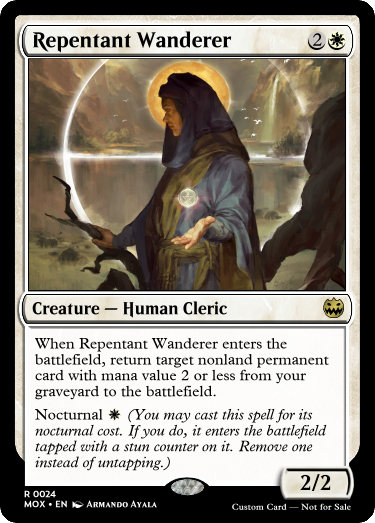 Repentant Wanderer 2
Creature — Human Cleric
When Repentant Wanderer enters the
battlefield, return target nonland permanent
card with mana value 2 or less from your
graveyard to the battlefield.
Nocturnal (You may cast this spell for its
nocturnal cost. If you do, it enters the battlefield
tapped with a stun counter on it. Remove one
instead of untapping.)
2/2
R 0024
MOX • EN Armando Ayala
Custom Card — Not for Sale